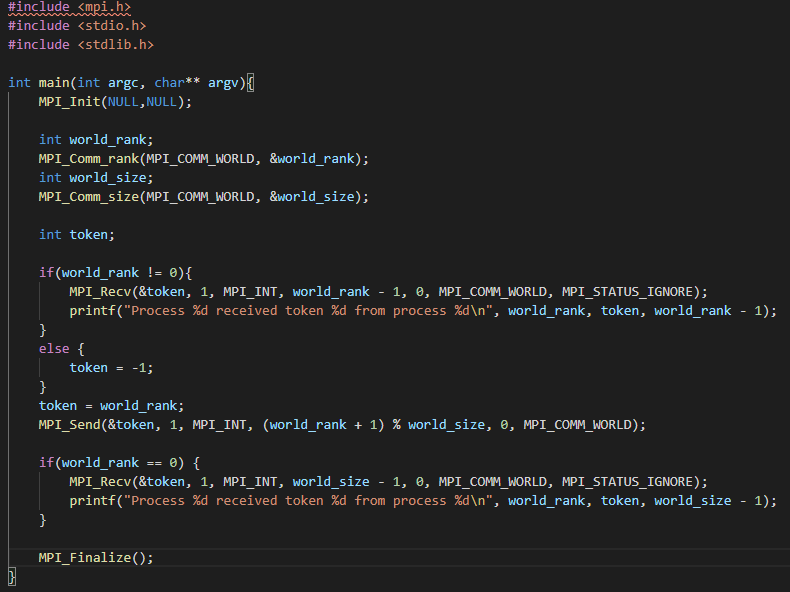 #include <mpi.h>
#include <stdio.h>
#include <stdlib.h>
int main(int argc, char** argv){
MPI_Init(NULL,NULL);
int world_rank;
MPI_Comm_rank(MPI_COMM_WORLD, &world_rank);
int world_size;
MPI_Comm_size(MPI_COMM_WORLD, &world_size);
int token;
if(world_rank != 0){
MPI_Recv(&token, 1, MPI_INT, world_rank - 1, 0, MPI_COMM_WORLD, MPI_STATUS_IGNORE);
printf("Process %d received token %d from process %d\n", world_rank, token, world_rank - 1);
}
else {
token = -1;
}
token = world_rank;
MPI_Send(&token, 1, MPI_INT, (world_rank + 1) % world_size, 0, MPI_COMM_WORLD);
if(world_rank == 0) {
MPI_Recv(&token, 1, MPI_INT, world_size - 1, 0, MPI_COMM_WORLD, MPI_STATUS_IGNORE);
printf("Process %d received token %d from process %d\n", world_rank, token, world_size - 1);
}
MPI_Finalize();
}